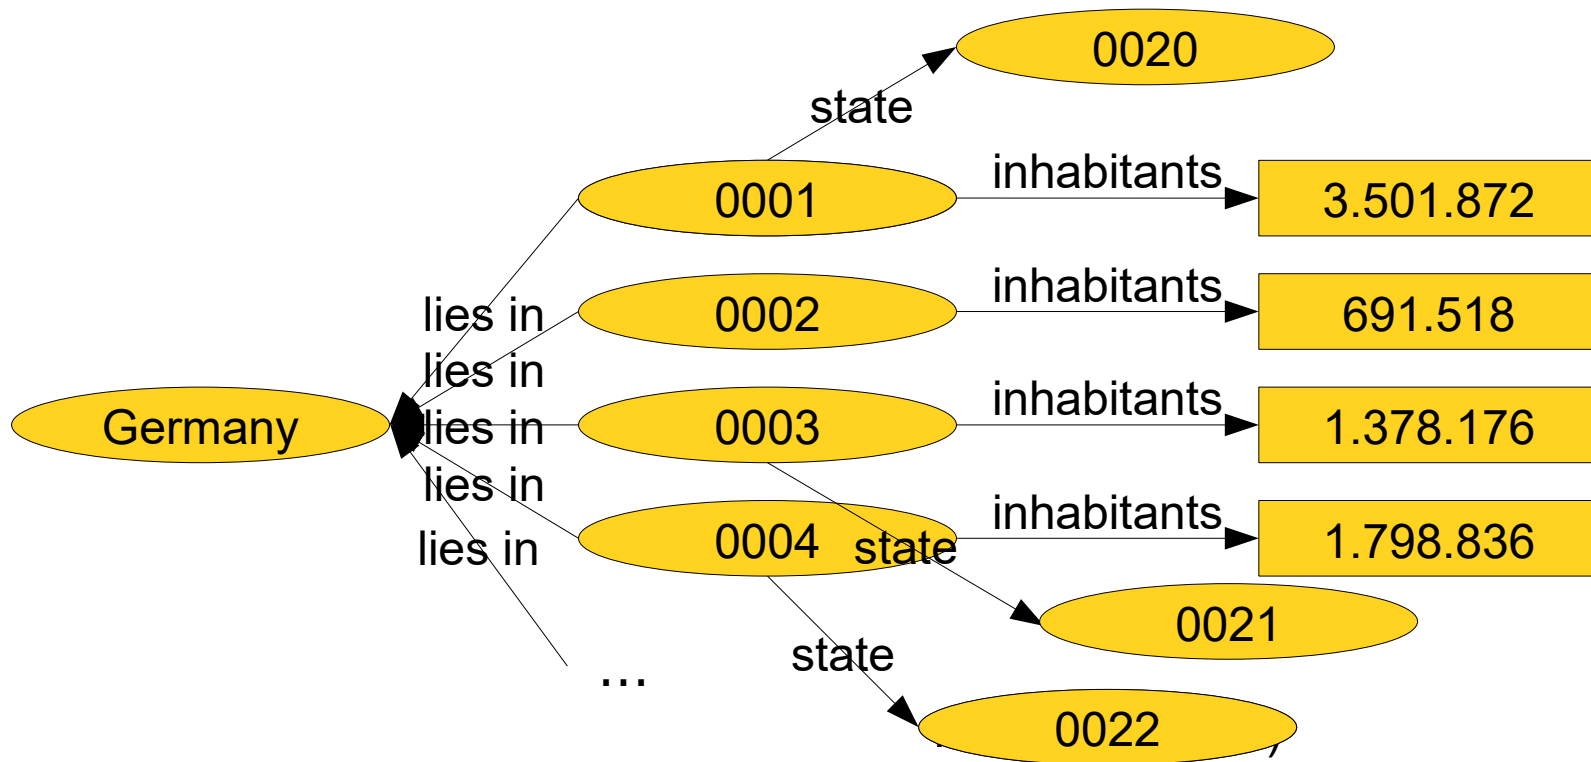 0020
state
0001 inhabitants 3.501.872
lies in 0002 inhabitants 691.518
lies in
Germany lies in 0003 inhabitants 1.378.176
lies in
lies in 0004 state inhabitants 1.798.836
0021
state
...
0022